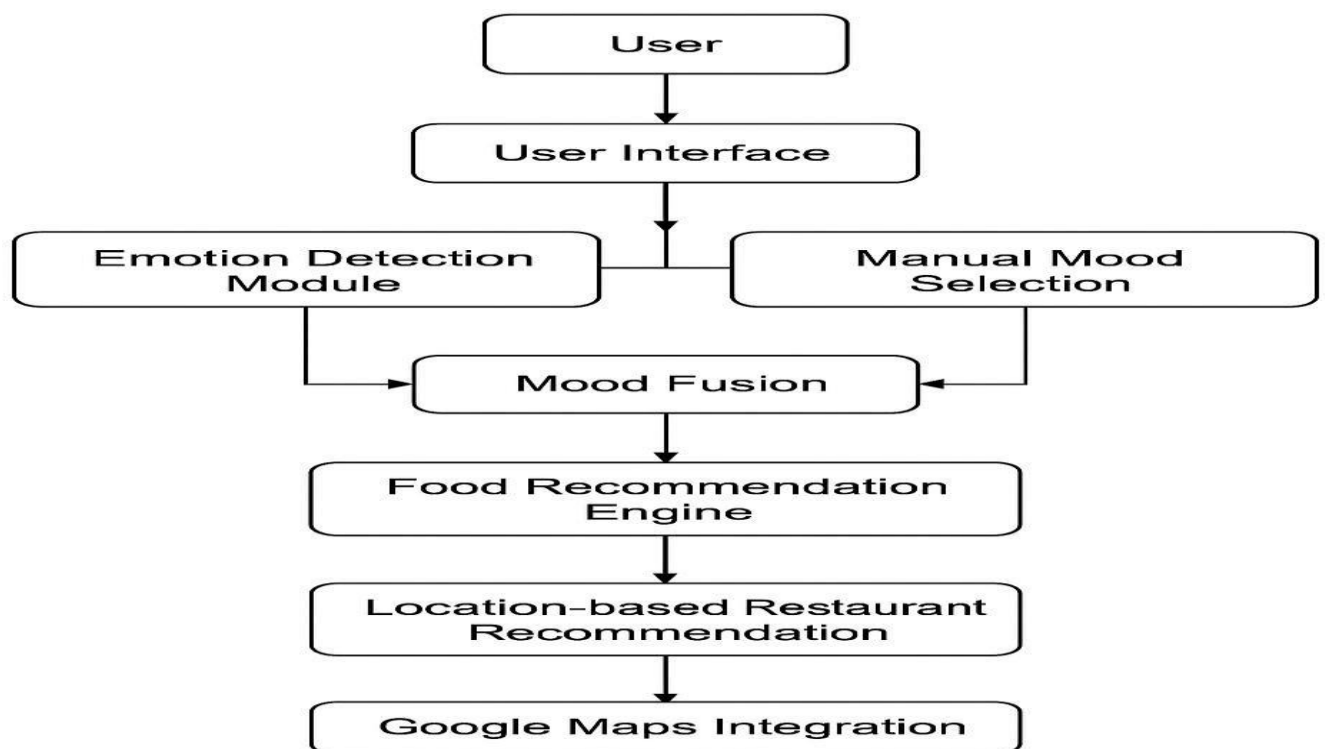 User
User Interface
Emotion Detection
Module
Manual Mood
Selection
Mood Fusion
Food Recommendation
Engine
Location-based Restaurant
Recommendation
Google Maps Integration